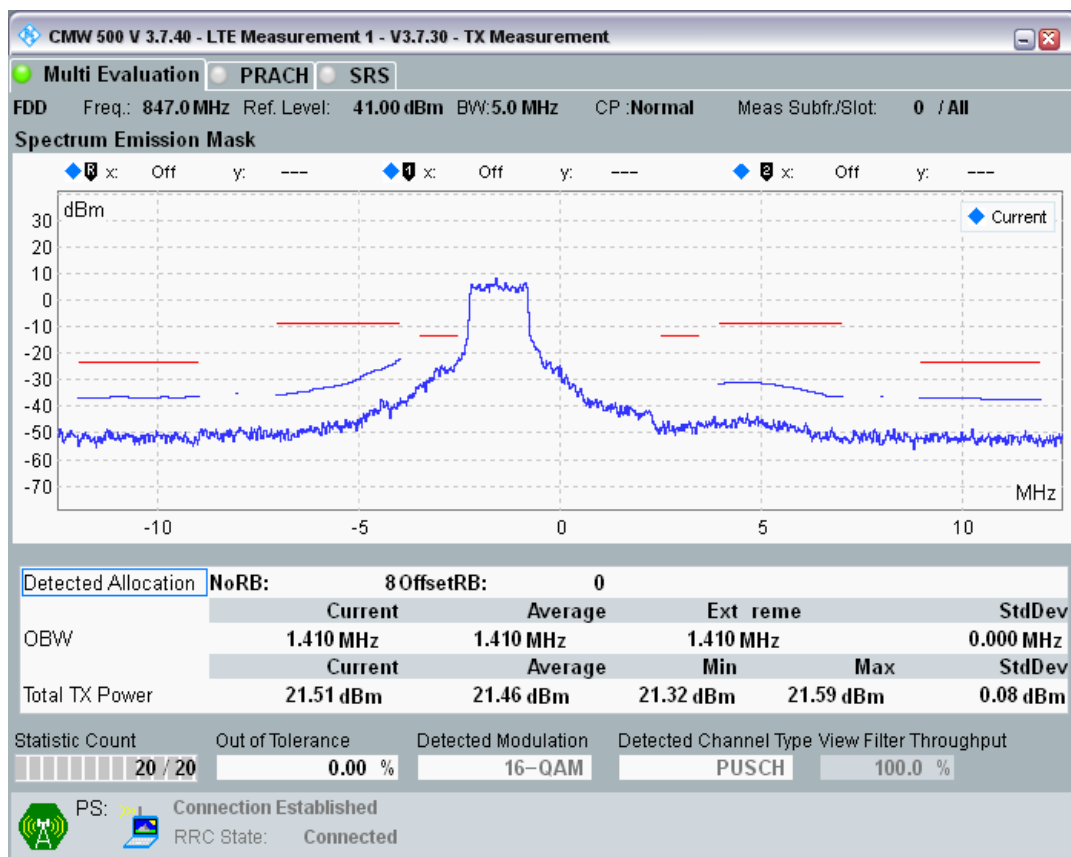 CMW 500 V 3.7.40 - LTE Measurement 1 - V3.7.30 - TX Measurement
Multi Evaluation PRACH SRS
FDD Freq.: 847.0 MHz Ref. Level: 41.00 dBm BW:5.0 MHz CP :Normal Meas Subfr./Slot: 0 / All
Spectrum Emission Mask
R x: Off y: --- 1 x: Off y: --- 2 x: Off y: ---
dBm
Current
30
20
10
0
-10
-20
-30
-40
-50
-60
-70
MHz
-10 -5 0 5 10
Detected Allocation NoRB: 8 OffsetRB: 0
Current Average Ext reme StdDev
OBW 1.410 MHz 1.410 MHz 1.410 MHz 0.000 MHz
Current Average Min Max StdDev
Total TX Power 21.51 dBm 21.46 dBm 21.32 dBm 21.59 dBm 0.08 dBm
Statistic Count Out of Tolerance Detected Modulation Detected Channel Type View Filter Throughput
20 / 20 0.00 % 16-QAM PUSCH 100.0 %
PS: Connection Established
RRC State: Connected